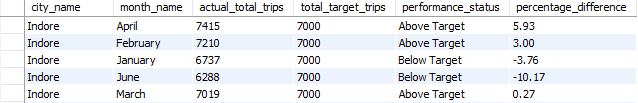 city_name month_name actual_total_trips total_target_trips performance_status percentage_difference
Indore April 7415 7000 Above Target 5.93
Indore February 7210 7000 Above Target 3.00
Indore January 6737 7000 Below Target -3.76
Indore June 6288 7000 Below Target -10.17
Indore March 7019 7000 Above Target 0.27